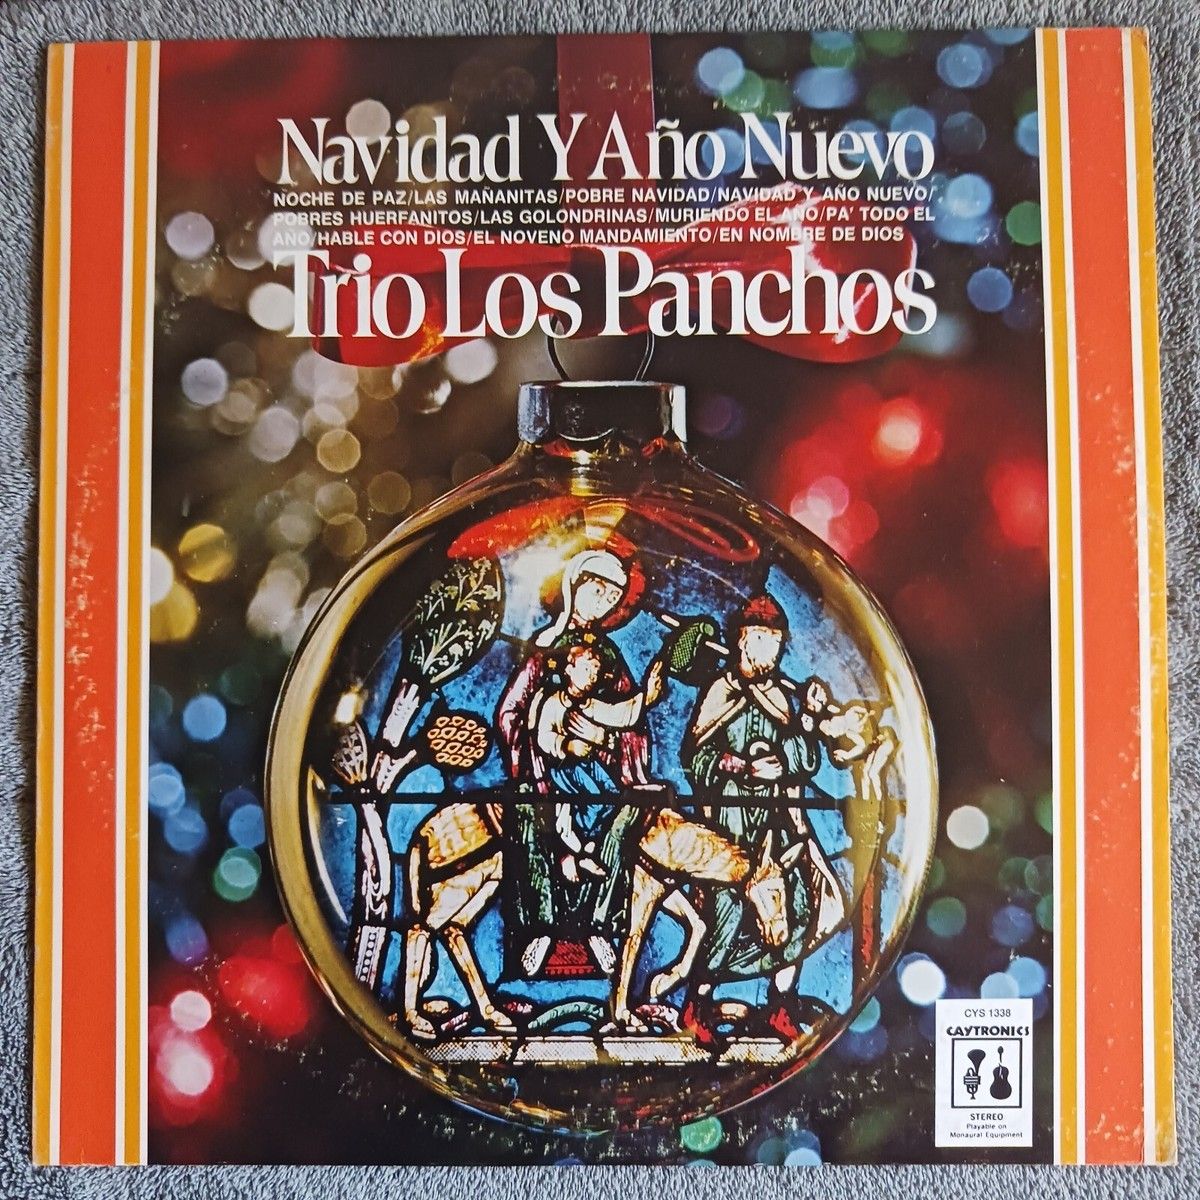 Navidad Y Año Nuevo
NOCHE DE PAZ/LAS MAÑANITAS/POBRE NAVIDAD/NAVIDAD Y AÑO NUEVO/
POBRES HUERFANITOS/LAS GOLONDRINAS/MURIENDO EL AÑO/PA' TODO EL
AÑO/HABLE CON DIOS/EL NOVENO MANDAMIENTO/EN NOMBRE DE DIOS
Trio Los Panchos
CYS 1338
CAYTRONICS
STEREO
Playable on
Monaural Equipment